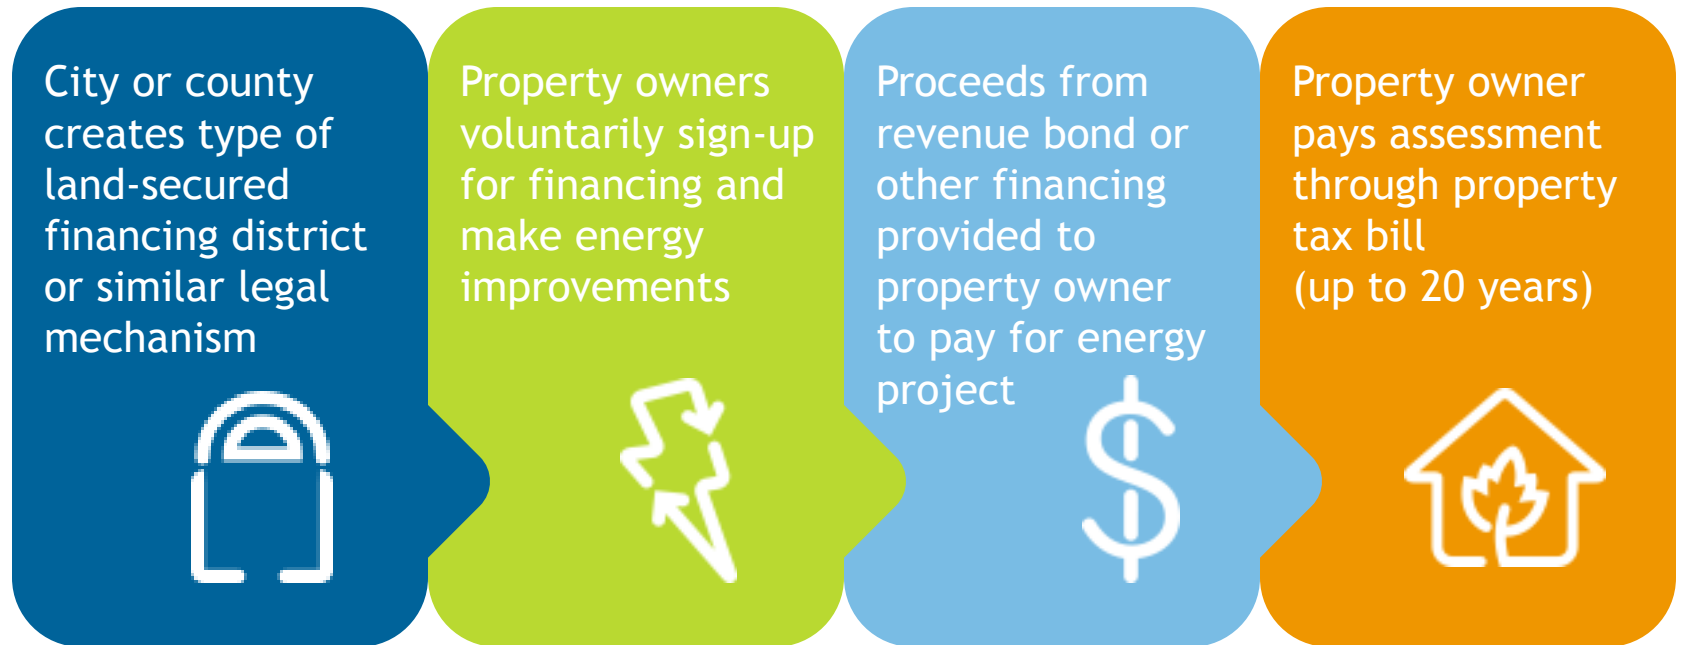 City or county
creates type of
land-secured
financing district
or similar legal
mechanism
Property owners
voluntarily sign-up
for financing and
make energy
improvements
Proceeds from
revenue bond or
other financing
provided to
property owner
to pay for energy
project
Property owner
pays assessment
through property
tax bill
(up to 20 years)